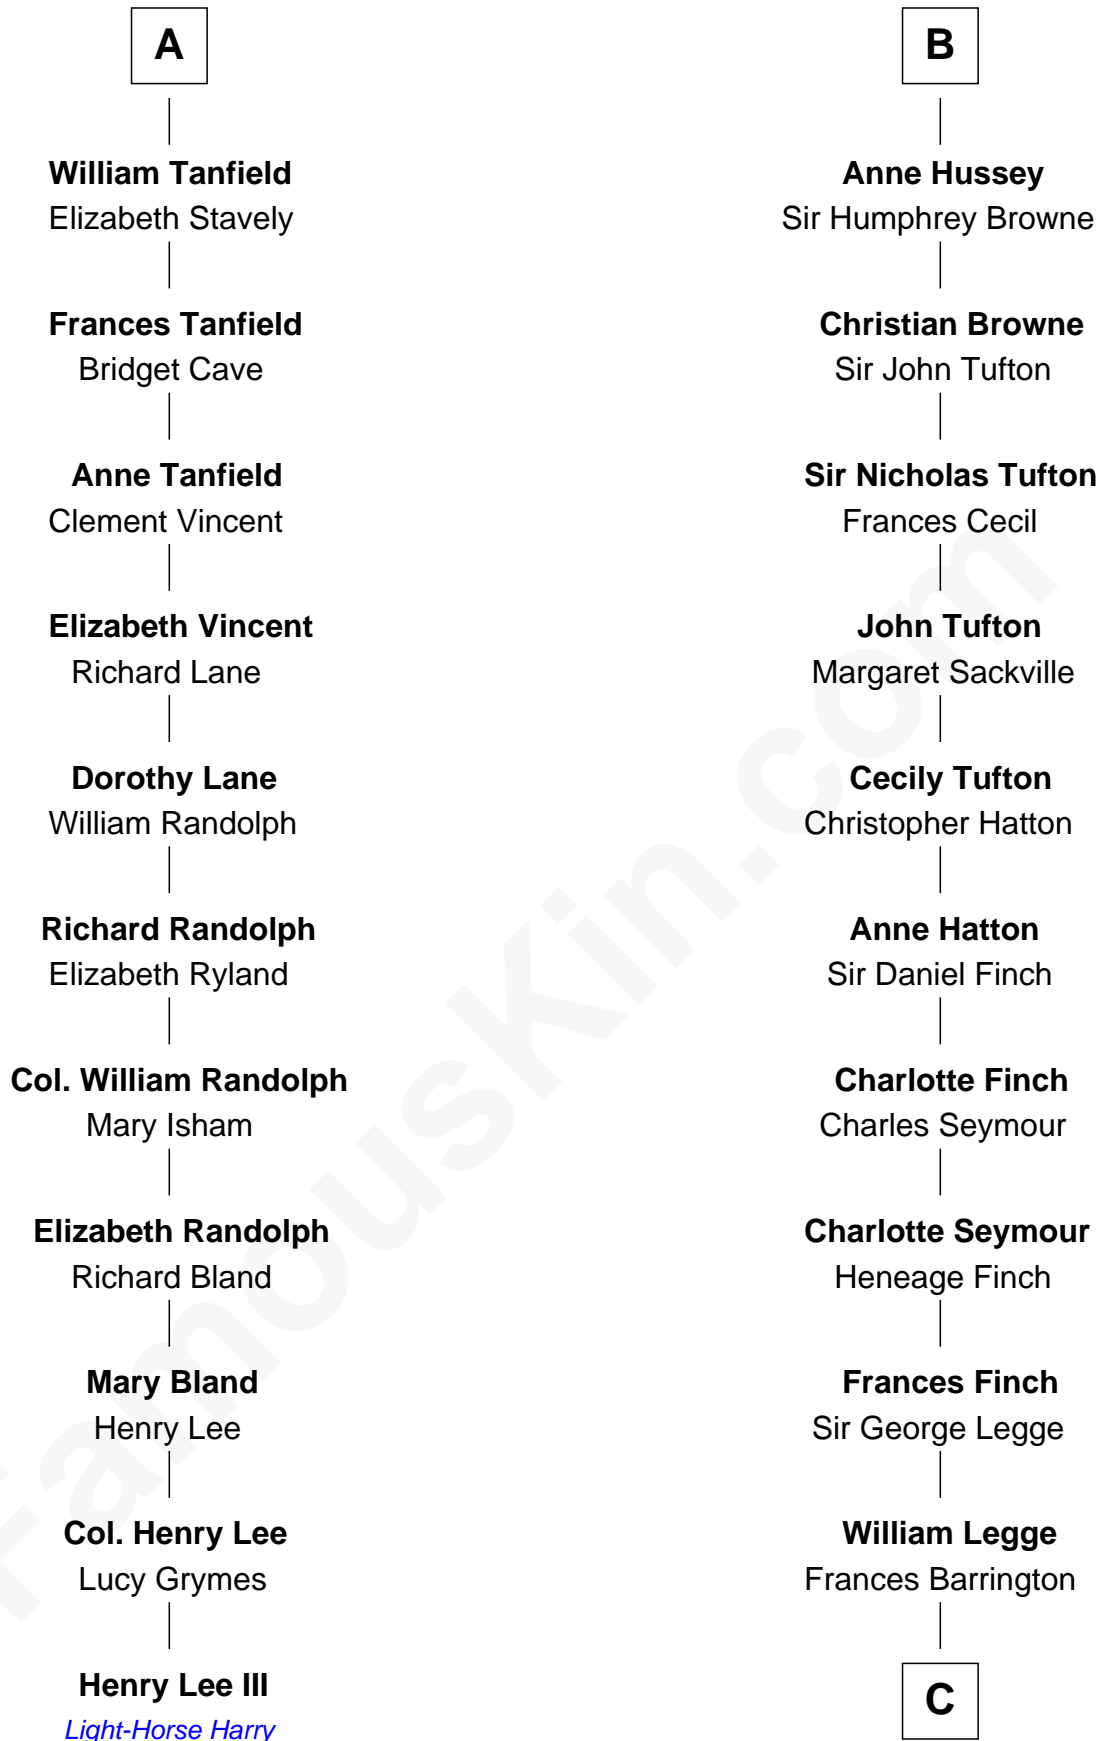 A
William Tanfield
Elizabeth Stavely
Frances Tanfield
Bridget Cave
Anne Tanfield
Clement Vincent
Elizabeth Vincent
Richard Lane
Dorothy Lane
William Randolph
Richard Randolph
Elizabeth Ryland
Col. William Randolph
Mary Isham
Elizabeth Randolph
Richard Bland
Mary Bland
Henry Lee
Col. Henry Lee
Lucy Grymes
Henry Lee III
Light-Horse Harry
B
Anne Hussey
Sir Humphrey Browne
Christian Browne
Sir John Tufton
Sir Nicholas Tufton
Frances Cecil
John Tufton
Margaret Sackville
Cecily Tufton
Christopher Hatton
Anne Hatton
Sir Daniel Finch
Charlotte Finch
Charles Seymour
Charlotte Seymour
Heneage Finch
Frances Finch
Sir George Legge
William Legge
Frances Barrington
C
FamousKin.com